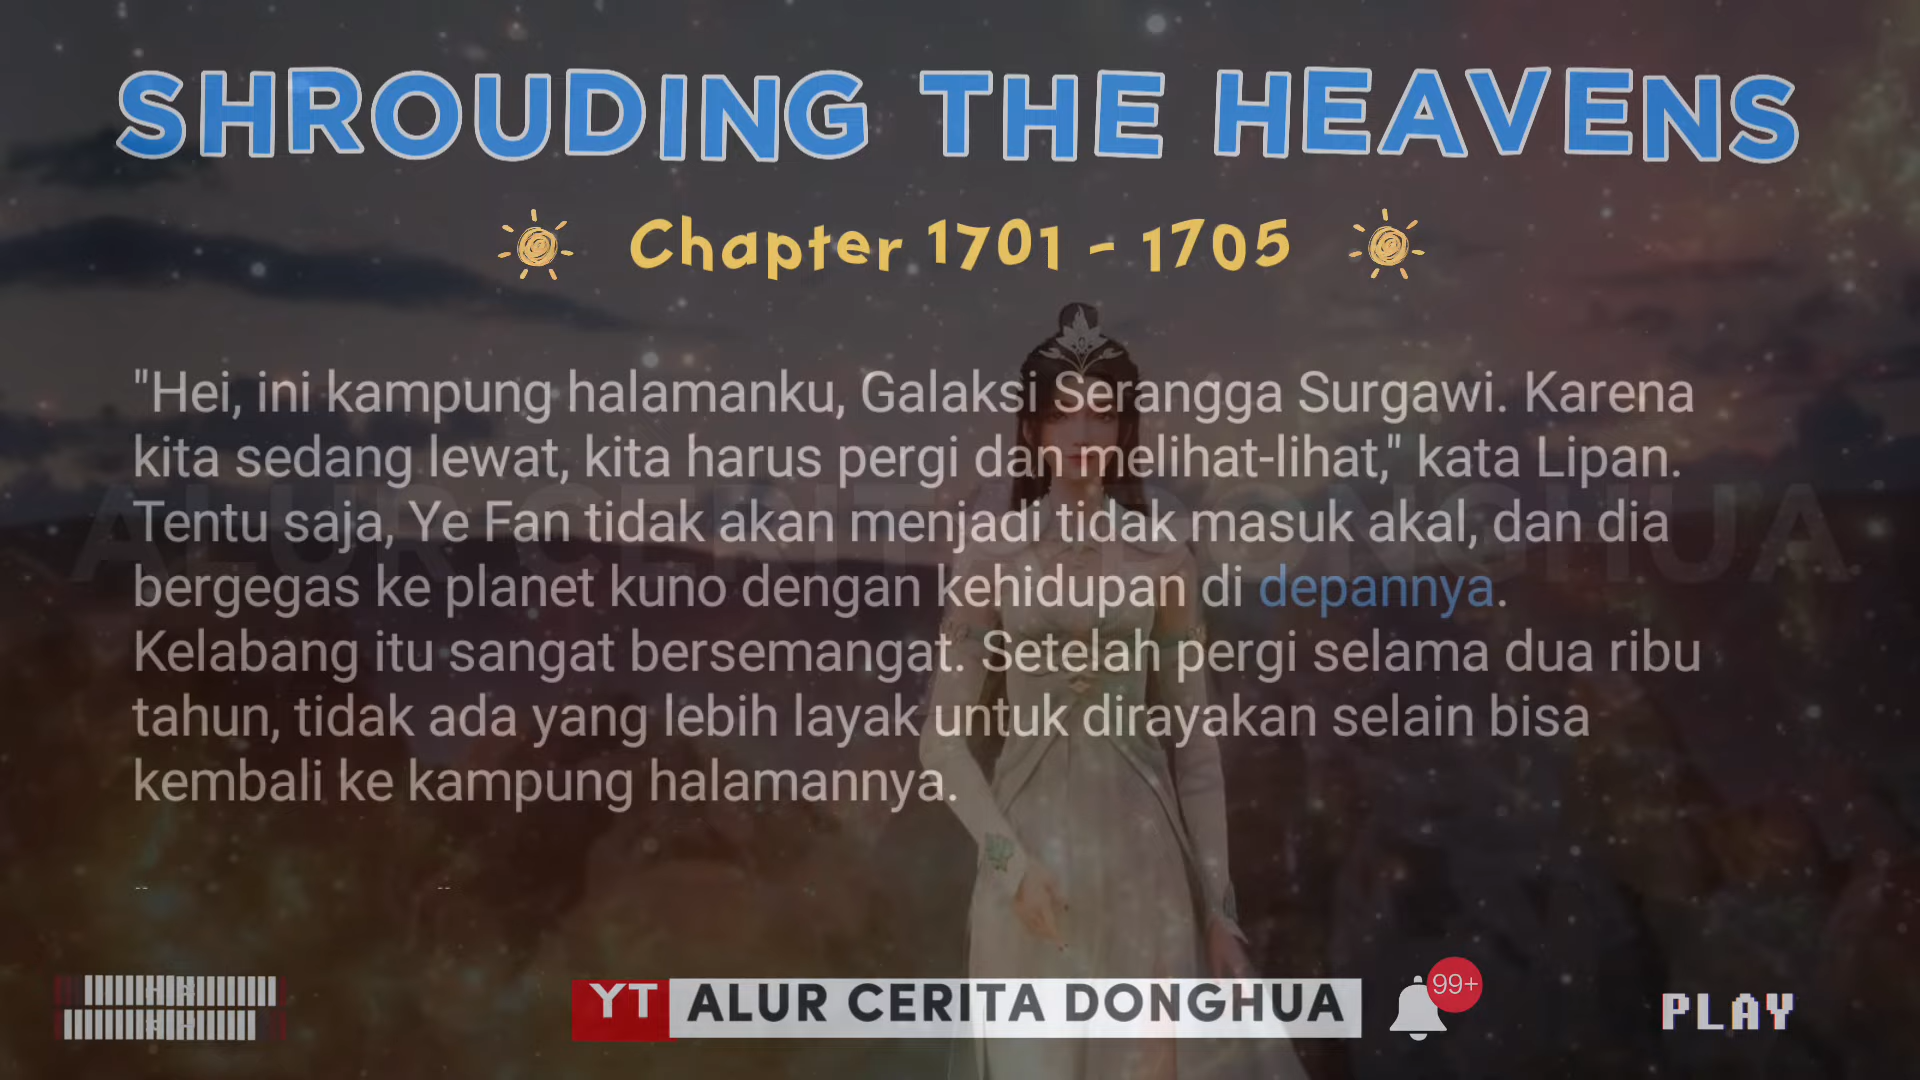 SHROUDING THE HEAVENS
Chapter 1701 - 1705
"Hei, ini kampung halamanku, Galaksi Serangga Surgawi. Karena
kita sedang lewat, kita harus pergi dan melihat-lihat," kata Lipan.
Tentu saja, Ye Fan tidak akan menjadi tidak masuk akal, dan dia
bergegas ke planet kuno dengan kehidupan di depannya.
Kelabang itu sangat bersemangat. Setelah pergi selama dua ribu
tahun, tidak ada yang lebih layak untuk dirayakan selain bisa
kembali ke kampung halamannya.
ALUR CERITA DONGHUA
YT ALUR CERITA DONGHUA
99+
PLAY